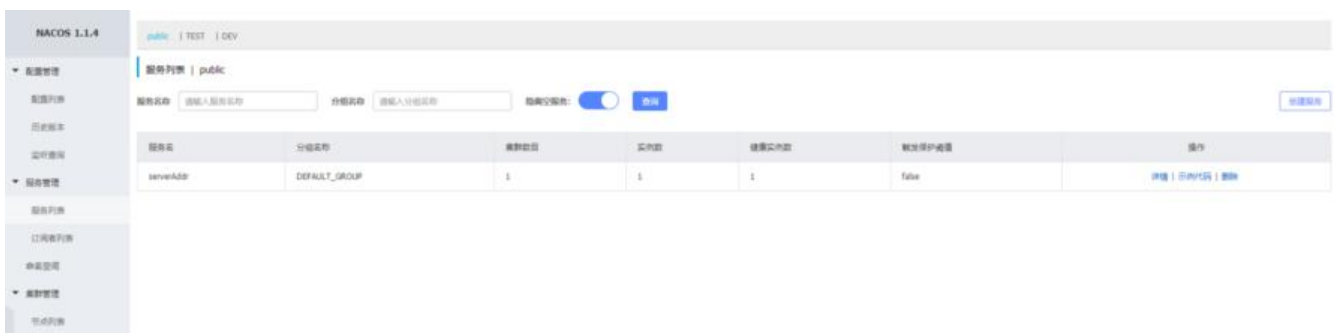 NACOS 1.1.4
public | TEST | DEV
配置管理
服务列表 | public
配置列表
服务名称 请输入服务名称 分组名称 请输入分组名称 隐藏空服务: 查询 创建服务
历史版本
监听查询
服务名 分组名称 集群数目 实例数 健康实例数 触发保护阈值 操作
服务管理
serverAddr DEFAULT_GROUP 1 1 1 false 详情 | 示例代码 | 删除
服务列表
订阅者列表
命名空间
集群管理
节点列表